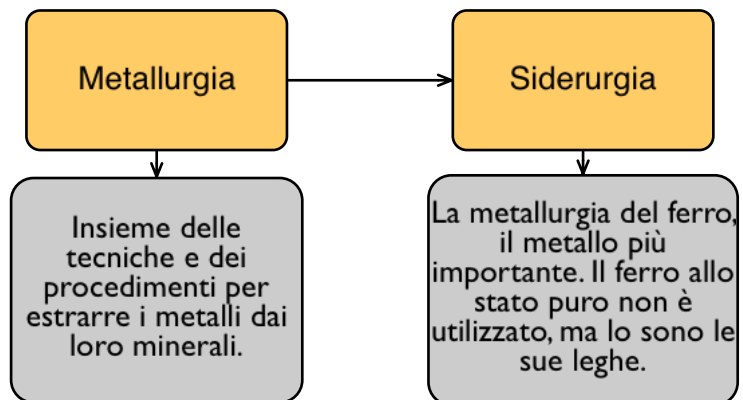 Metallurgia
Siderurgia
Insieme delle
tecniche e dei
procedimenti per
estrarre i metalli dai
loro minerali.
La metallurgia del ferro,
il metallo più
importante. Il ferro allo
stato puro non è
utilizzato, ma lo sono le
sue leghe.